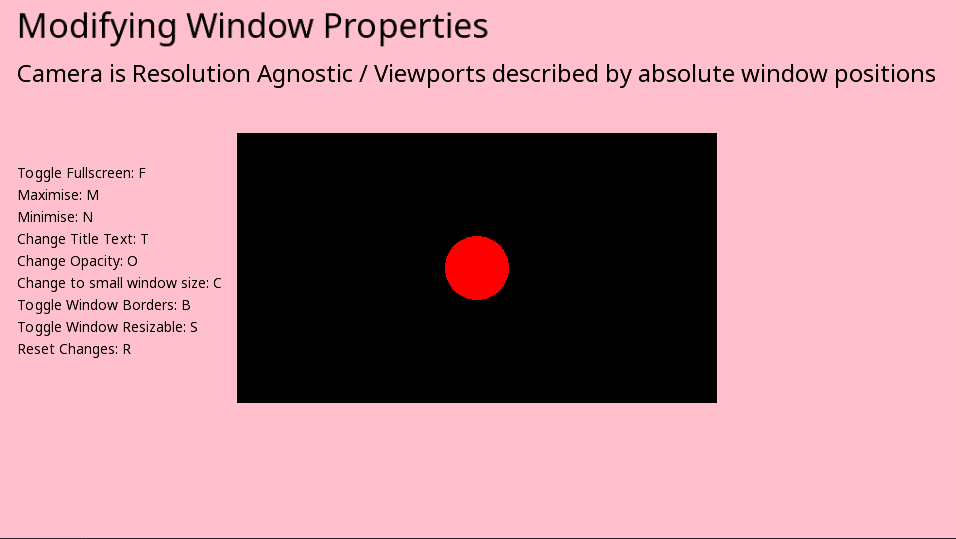 Modifying Window Properties
Camera is Resolution Agnostic / Viewports described by absolute window positions
Toggle Fullscreen: F
Maximise: M
Minimise: N
Change Title Text: T
Change Opacity: O
Change to small window size: C
Toggle Window Borders: B
Toggle Window Resizable: S
Reset Changes: R